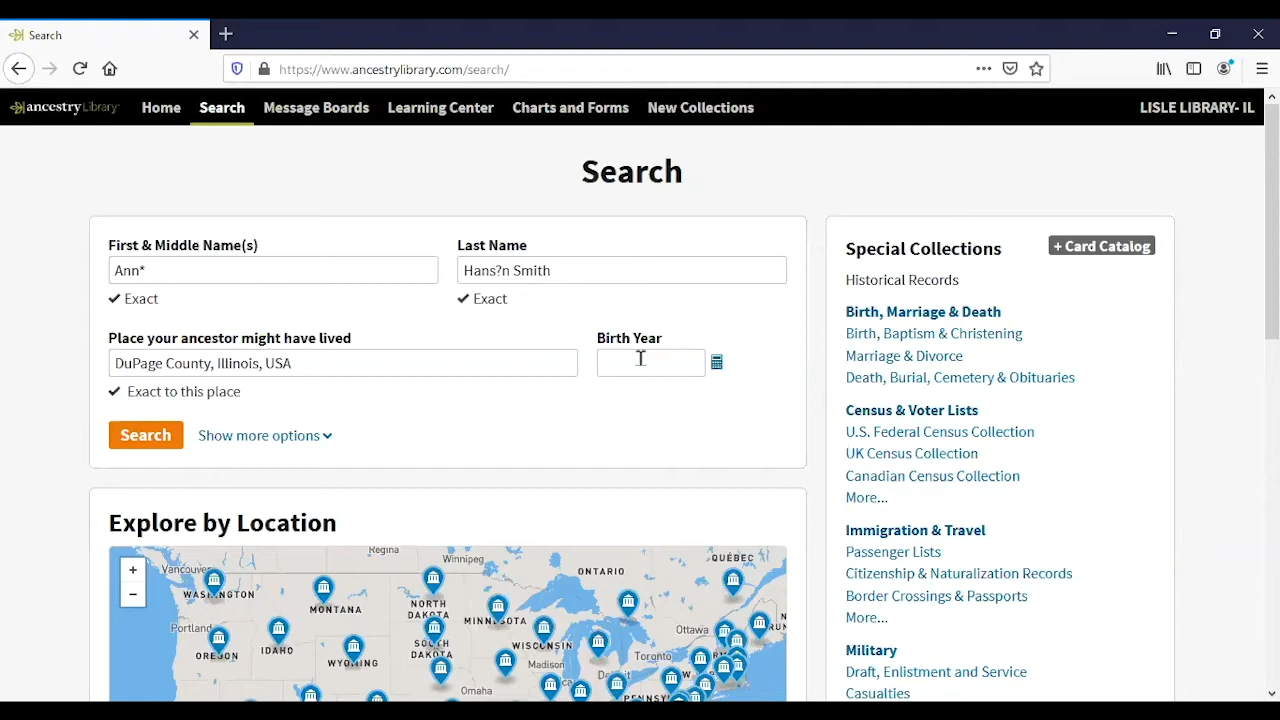 Search
https://www.ancestrylibrary.com/search/
ancestryLibrary Home Search Message Boards Learning Center Charts and Forms New Collections LISLE LIBRARY- IL
Search
First & Middle Name(s)
Ann*
Exact
Last Name
Hans?n Smith
Exact
Place your ancestor might have lived
DuPage County, Illinois, USA
Exact to this place
Birth Year
Search
Show more options
Explore by Location
+
−
Regina
Winnipeg
Vancouver
ONTARIO
QUÉBEC
WASHINGTON
MONTANA
NORTH
DAKOTA
MINNESOTA
Ottawa
Portland
OREGON
IDAHO
WYOMING
SOUTH
DAKOTA
WISCONSIN
Madison
Toronto
Omaha
Special Collections
+ Card Catalog
Historical Records
Birth, Marriage & Death
Birth, Baptism & Christening
Marriage & Divorce
Death, Burial, Cemetery & Obituaries
Census & Voter Lists
U.S. Federal Census Collection
UK Census Collection
Canadian Census Collection
More...
Immigration & Travel
Passenger Lists
Citizenship & Naturalization Records
Border Crossings & Passports
More...
Military
Draft, Enlistment and Service
Casualties